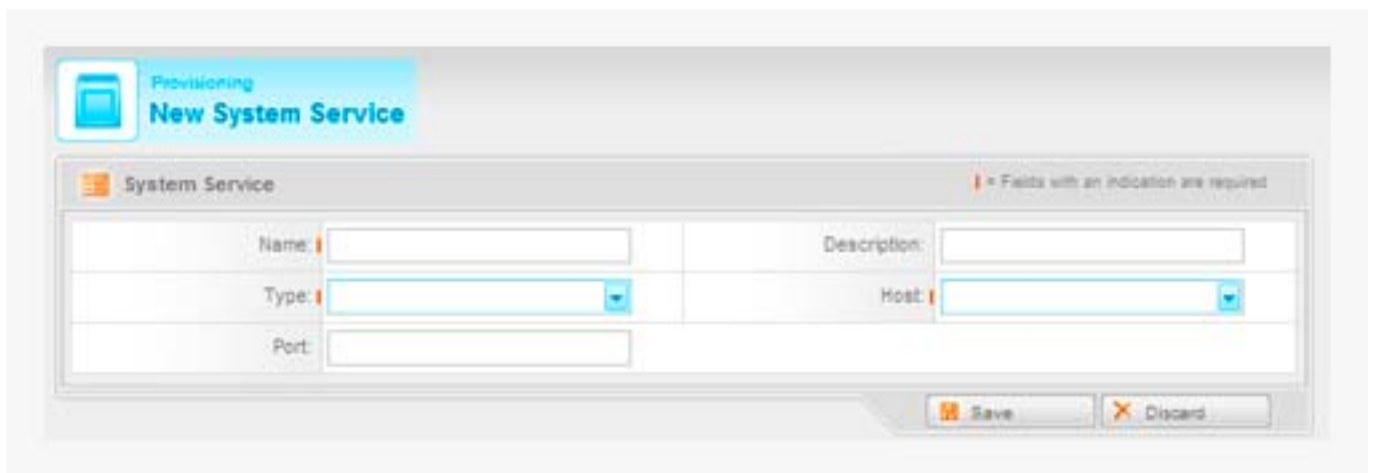 Provisioning
New System Service
System Service
= Fields with an indication are required
Name:
Description:
Type:
Host:
Port:
Save
Discard